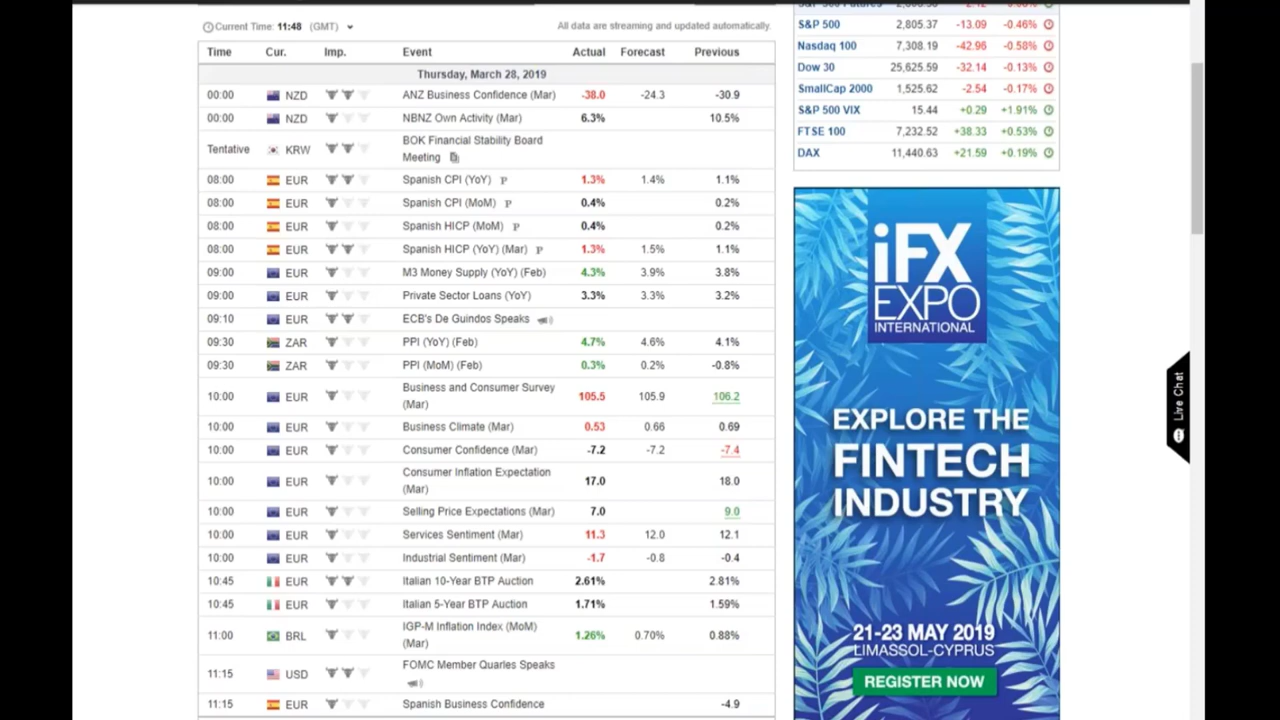 Current Time: 11:48 (GMT)
All data are streaming and updated automatically.
Time Cur. Imp. Event Actual Forecast Previous
Thursday, March 28, 2019
00:00 NZD ANZ Business Confidence (Mar) -38.0 -24.3 -30.9
00:00 NZD NBNZ Own Activity (Mar) 6.3% 10.5%
Tentative KRW BOK Financial Stability Board
Meeting
08:00 EUR Spanish CPI (YoY) P 1.3% 1.4% 1.1%
08:00 EUR Spanish CPI (MoM) P 0.4% 0.2%
08:00 EUR Spanish HICP (MoM) P 0.4% 0.2%
08:00 EUR Spanish HICP (YoY) (Mar) P 1.3% 1.5% 1.1%
09:00 EUR M3 Money Supply (YoY) (Feb) 4.3% 3.9% 3.8%
09:00 EUR Private Sector Loans (YoY) 3.3% 3.3% 3.2%
09:10 EUR ECB's De Guindos Speaks
09:30 ZAR PPI (YoY) (Feb) 4.7% 4.6% 4.1%
09:30 ZAR PPI (MoM) (Feb) 0.3% 0.2% -0.8%
10:00 EUR Business and Consumer Survey
(Mar) 105.5 105.9 106.2
10:00 EUR Business Climate (Mar) 0.53 0.66 0.69
10:00 EUR Consumer Confidence (Mar) -7.2 -7.2 -7.4
10:00 EUR Consumer Inflation Expectation
(Mar) 17.0 18.0
10:00 EUR Selling Price Expectations (Mar) 7.0 9.0
10:00 EUR Services Sentiment (Mar) 11.3 12.0 12.1
10:00 EUR Industrial Sentiment (Mar) -1.7 -0.8 -0.4
10:45 EUR Italian 10-Year BTP Auction 2.61% 2.81%
10:45 EUR Italian 5-Year BTP Auction 1.71% 1.59%
11:00 BRL IGP-M Inflation Index (MoM)
(Mar) 1.26% 0.70% 0.88%
11:15 USD FOMC Member Quarles Speaks
11:15 EUR Spanish Business Confidence -4.9
S&P 500 2,805.37 -13.09 -0.46%
Nasdaq 100 7,308.19 -42.96 -0.58%
Dow 30 25,625.59 -32.14 -0.13%
SmallCap 2000 1,525.62 -2.54 -0.17%
S&P 500 VIX 15.44 +0.29 +1.91%
FTSE 100 7,232.52 +38.33 +0.53%
DAX 11,440.63 +21.59 +0.19%
iFX
EXPO
INTERNATIONAL
EXPLORE THE
FINTECH
INDUSTRY
21-23 MAY 2019
LIMASSOL-CYPRUS
REGISTER NOW
Live Chat